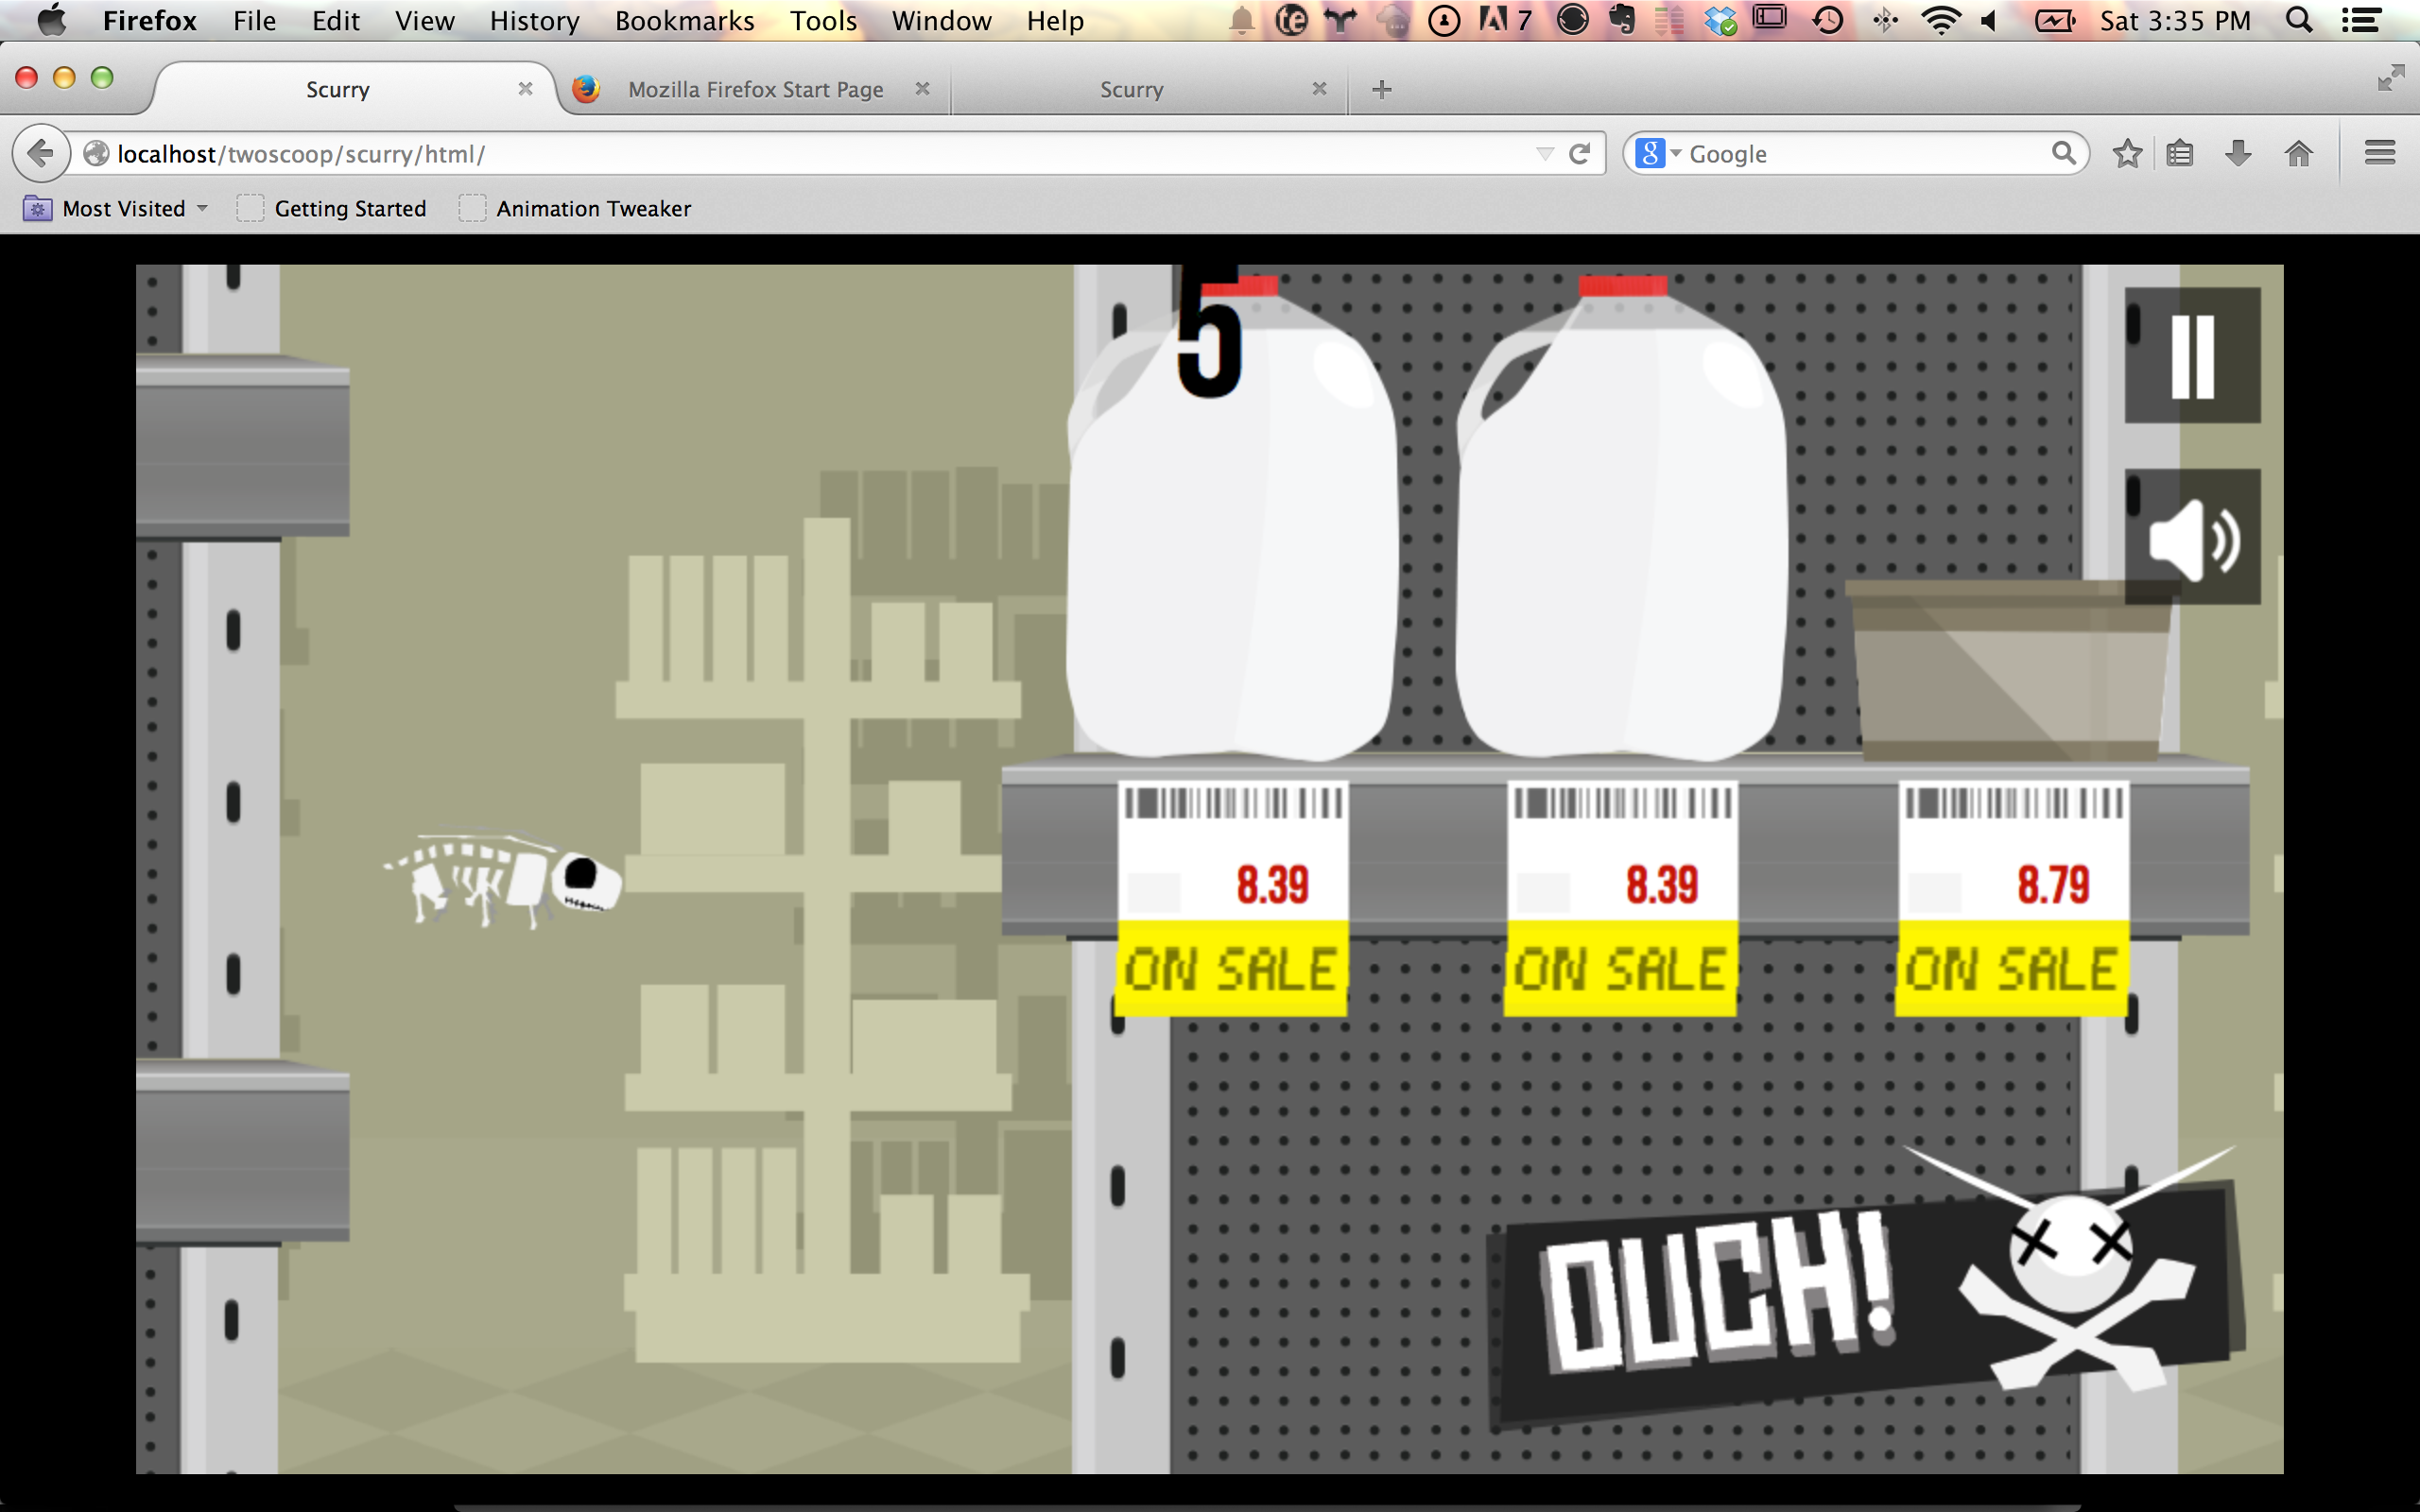 Firefox File Edit View History Bookmarks Tools Window Help 7 Sat 3:35 PM
Scurry Mozilla Firefox Start Page Scurry
localhost/twoscoop/scurry/html/ Google
Most Visited Getting Started Animation Tweaker
5
8.39 8.39 8.79
ON SALE ON SALE ON SALE
OUCH!